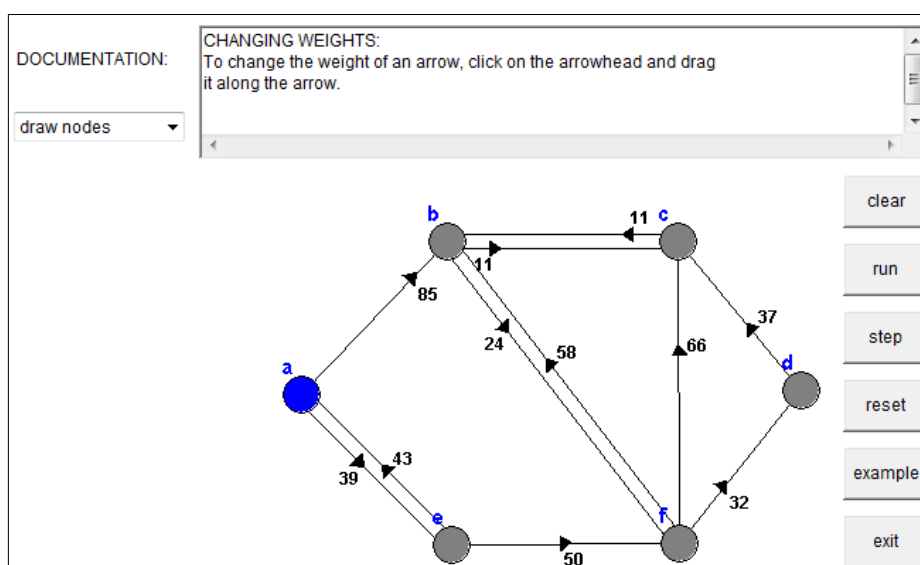 CHANGING WEIGHTS:
DOCUMENTATION:
To change the weight of an arrow, click on the arrowhead and drag
it along the arrow.
draw nodes
clear
b
11
c
11
run
85
37
24
58
66
step
a
d
reset
43
39
example
32
e
f
50
exit